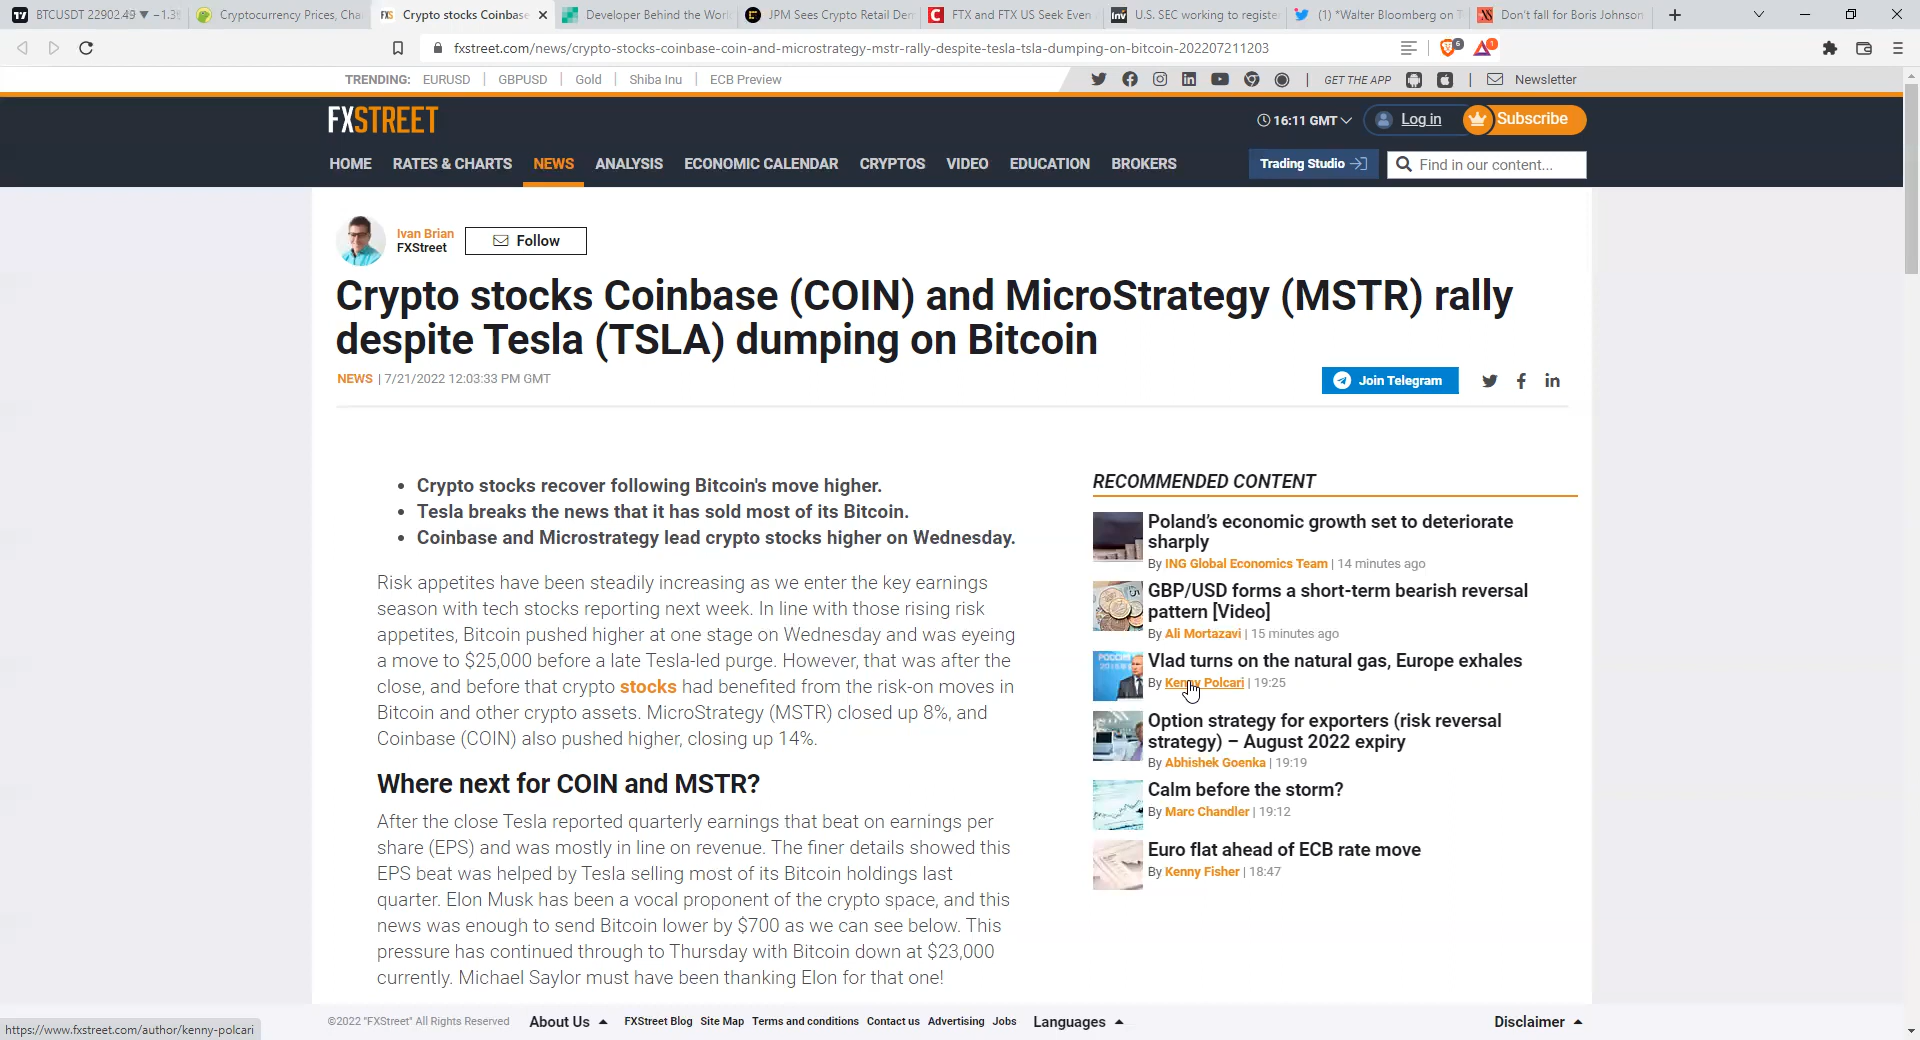 BTCUSDT 22902.49 ▼ −1.3
Cryptocurrency Prices, Cha
Crypto stocks Coinbase
Developer Behind the Worl
JPM Sees Crypto Retail Dem
FTX and FTX US Seek Even
U.S. SEC working to registe
(1) *Walter Bloomberg on T
Don't fall for Boris Johnson
fxstreet.com/news/crypto-stocks-coinbase-coin-and-microstrategy-mstr-rally-despite-tesla-tsla-dumping-on-bitcoin-202207211203
6
1
TRENDING: EURUSD | GBPUSD | Gold | Shiba Inu | ECB Preview
GET THE APP
Newsletter
FXSTREET
16:11 GMT
Log in
Subscribe
HOME RATES & CHARTS NEWS ANALYSIS ECONOMIC CALENDAR CRYPTOS VIDEO EDUCATION BROKERS
Trading Studio
Find in our content...
Ivan Brian
FXStreet
Follow
Crypto stocks Coinbase (COIN) and MicroStrategy (MSTR) rally
despite Tesla (TSLA) dumping on Bitcoin
NEWS | 7/21/2022 12:03:33 PM GMT
Join Telegram
• Crypto stocks recover following Bitcoin's move higher.
• Tesla breaks the news that it has sold most of its Bitcoin.
• Coinbase and Microstrategy lead crypto stocks higher on Wednesday.
Risk appetites have been steadily increasing as we enter the key earnings
season with tech stocks reporting next week. In line with those rising risk
appetites, Bitcoin pushed higher at one stage on Wednesday and was eyeing
a move to $25,000 before a late Tesla-led purge. However, that was after the
close, and before that crypto stocks had benefited from the risk-on moves in
Bitcoin and other crypto assets. MicroStrategy (MSTR) closed up 8%, and
Coinbase (COIN) also pushed higher, closing up 14%.
Where next for COIN and MSTR?
After the close Tesla reported quarterly earnings that beat on earnings per
share (EPS) and was mostly in line on revenue. The finer details showed this
EPS beat was helped by Tesla selling most of its Bitcoin holdings last
quarter. Elon Musk has been a vocal proponent of the crypto space, and this
news was enough to send Bitcoin lower by $700 as we can see below. This
pressure has continued through to Thursday with Bitcoin down at $23,000
currently. Michael Saylor must have been thanking Elon for that one!
RECOMMENDED CONTENT
Poland's economic growth set to deteriorate
sharply
By ING Global Economics Team | 14 minutes ago
GBP/USD forms a short-term bearish reversal
pattern [Video]
By Ali Mortazavi | 15 minutes ago
Vlad turns on the natural gas, Europe exhales
By Kenny Polcari | 19:25
Option strategy for exporters (risk reversal
strategy) – August 2022 expiry
By Abhishek Goenka | 19:19
Calm before the storm?
By Marc Chandler | 19:12
Euro flat ahead of ECB rate move
By Kenny Fisher | 18:47
https://www.fxstreet.com/author/kenny-polcari
©2022 "FXStreet" All Rights Reserved
About Us
FXStreet Blog Site Map Terms and conditions Contact us Advertising Jobs
Languages
Disclaimer